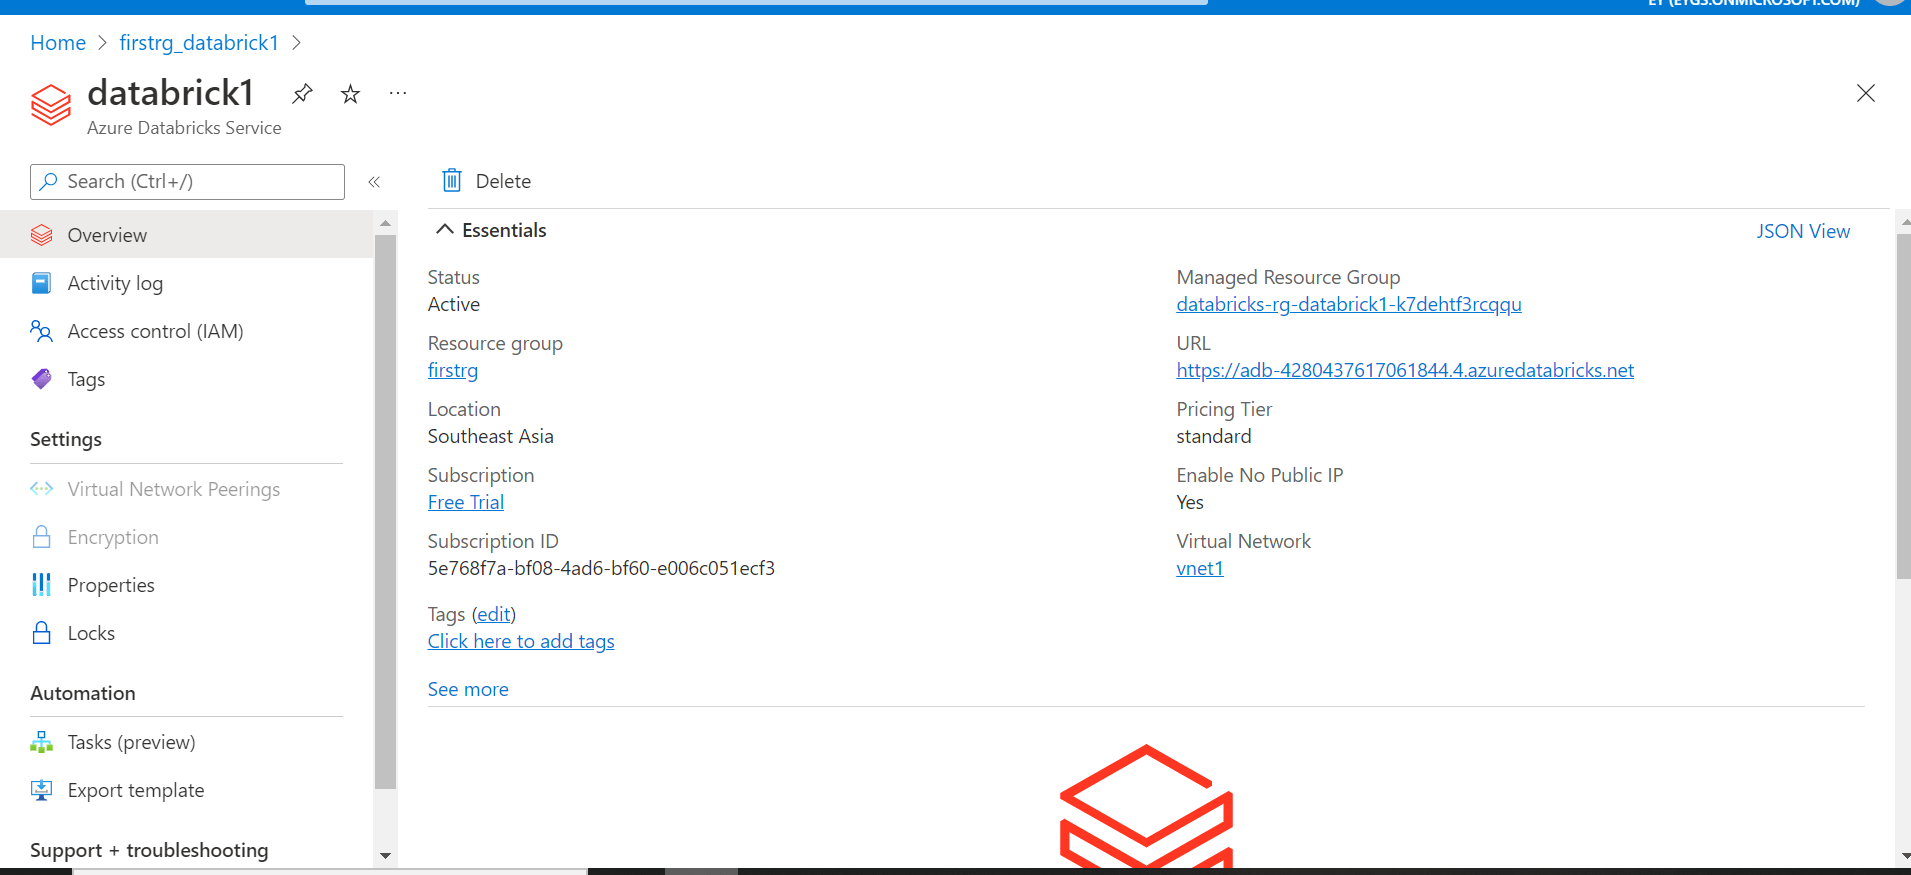 EY (EYGS.ONMICROSOFT.COM)
Home > firstrg_databrick1 >
databrick1
Azure Databricks Service
Search (Ctrl+/)
Overview
Activity log
Access control (IAM)
Tags
Settings
Virtual Network Peerings
Encryption
Properties
Locks
Automation
Tasks (preview)
Export template
Support + troubleshooting
Delete
Essentials
JSON View
Status
Active
Resource group
firstrg
Location
Southeast Asia
Subscription
Free Trial
Subscription ID
5e768f7a-bf08-4ad6-bf60-e006c051ecf3
Tags (edit)
Click here to add tags
See more
Managed Resource Group
databricks-rg-databrick1-k7dehtf3rcqqu
URL
https://adb-4280437617061844.4.azuredatabricks.net
Pricing Tier
standard
Enable No Public IP
Yes
Virtual Network
vnet1